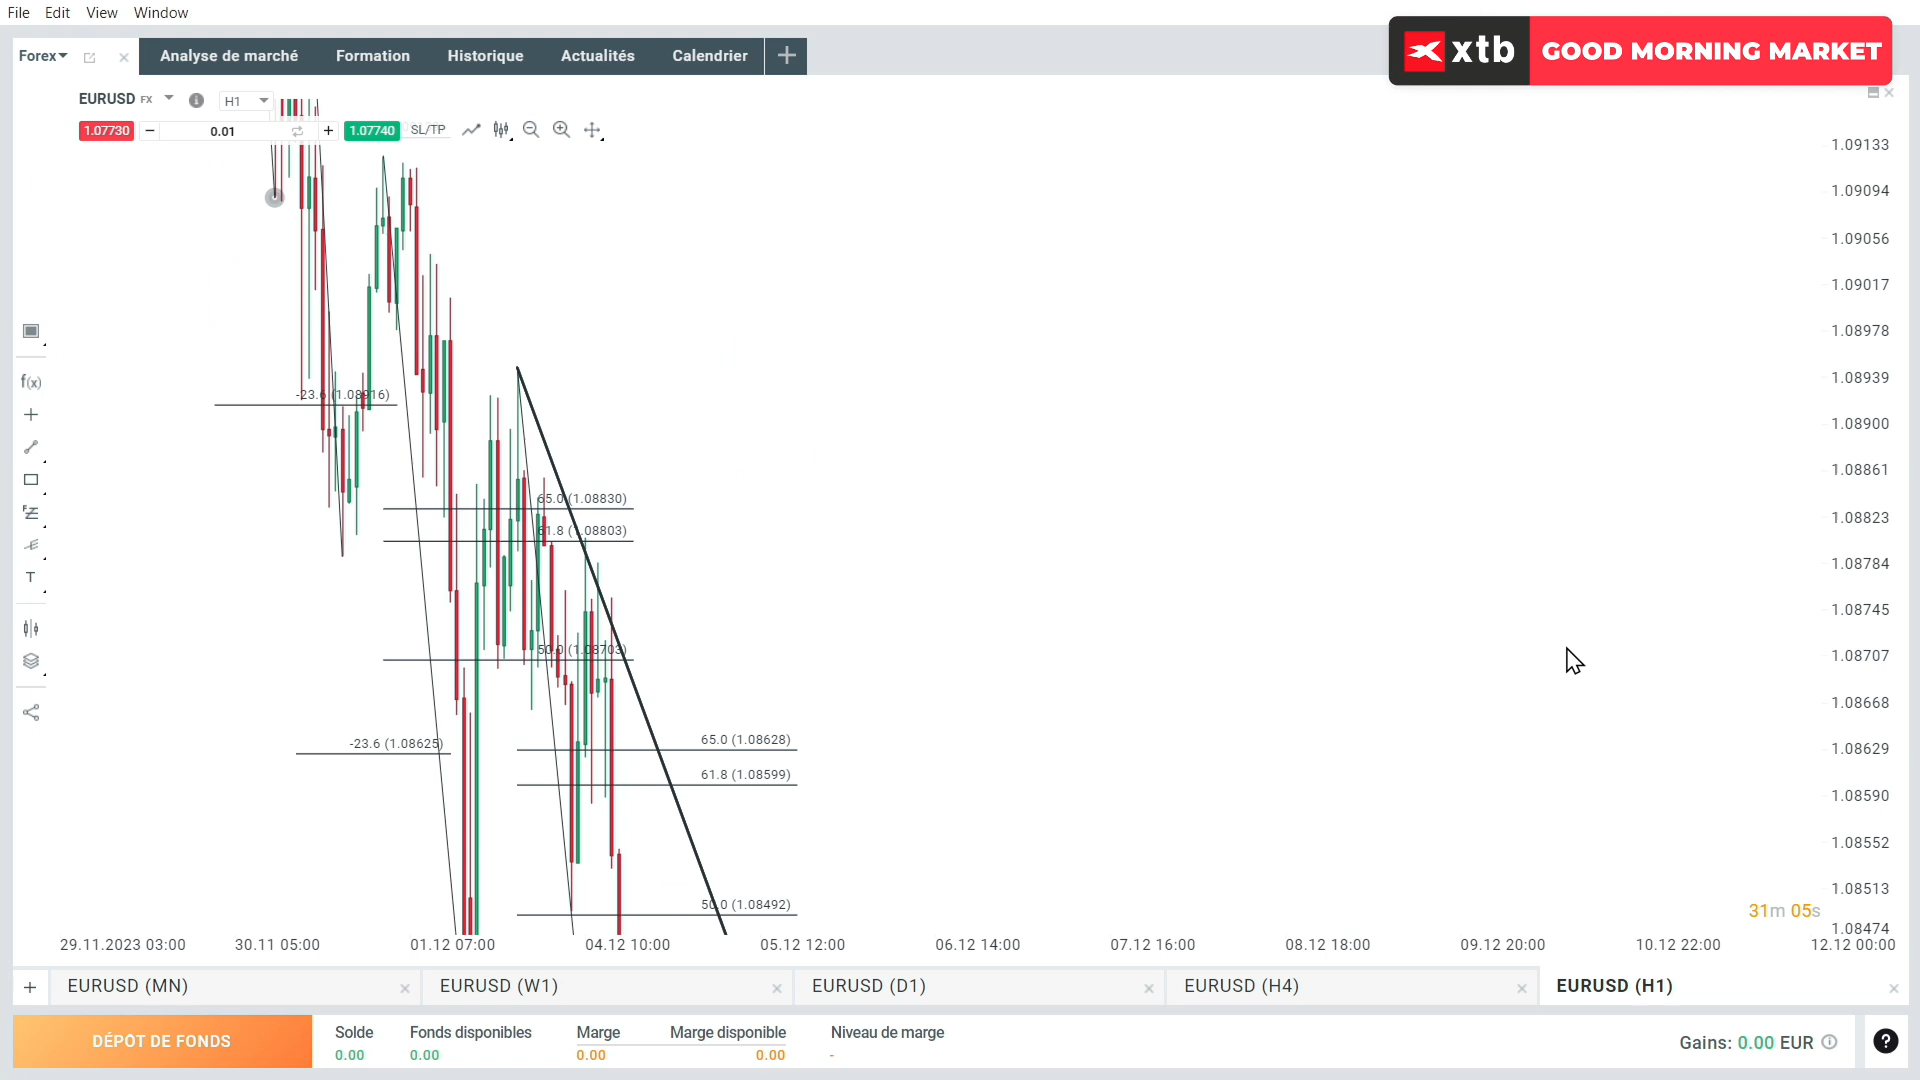 File Edit View Window
xtb GOOD MORNING MARKET
Forex Analyse de marché Formation Historique Actualités Calendrier
EURUSD FX H1
1.07730 0.01 1.07740 SL/TP
1.09133
1.09094
1.09056
1.09017
1.08978
1.08939
-23.6 (1.08916)
1.08900
1.08861
65.0 (1.08830)
1.08823
61.8 (1.08803)
1.08784
1.08745
50.0 (1.08703)
1.08707
1.08668
65.0 (1.08628)
-23.6 (1.08625)
1.08629
61.8 (1.08599)
1.08590
1.08552
1.08513
50.0 (1.08492)
31m 05s
1.08474
29.11.2023 03:00 30.11 05:00 01.12 07:00 04.12 10:00 05.12 12:00 06.12 14:00 07.12 16:00 08.12 18:00 09.12 20:00 10.12 22:00 12.12 00:00
EURUSD (MN) EURUSD (W1) EURUSD (D1) EURUSD (H4) EURUSD (H1)
DÉPÔT DE FONDS
Solde Fonds disponibles Marge Marge disponible Niveau de marge
0.00 0.00 0.00 0.00 -
Gains: 0.00 EUR
f(x)
T